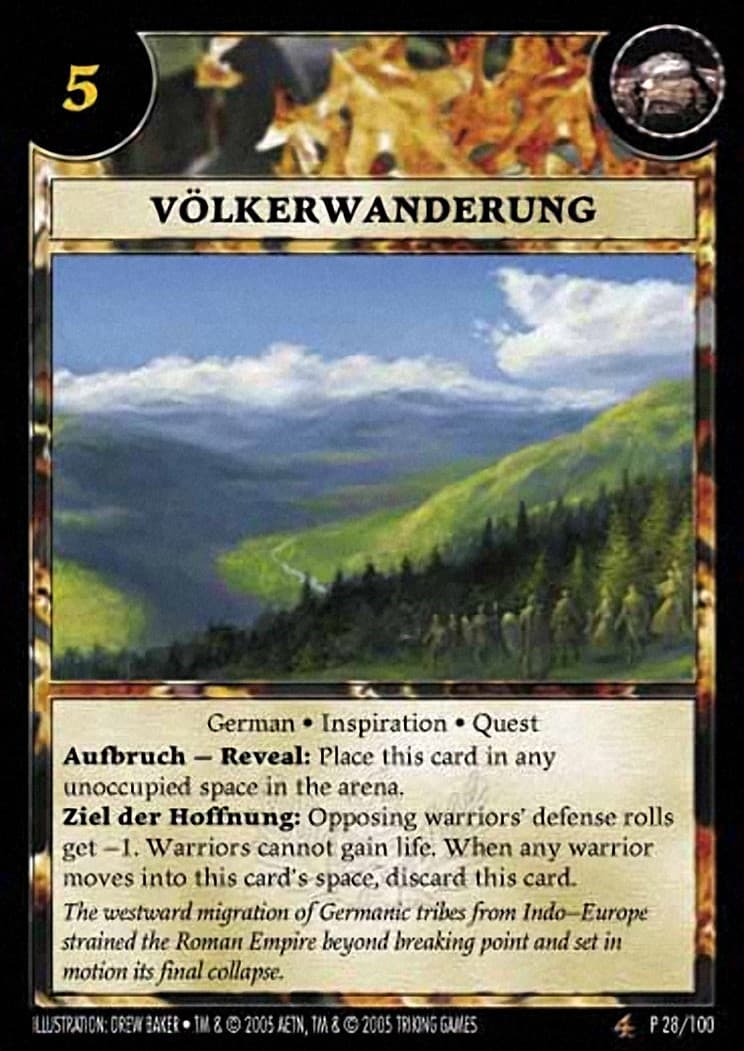 5
VÖLKERWANDERUNG
German • Inspiration • Quest
Aufbruch – Reveal: Place this card in any
unoccupied space in the arena.
Ziel der Hoffnung: Opposing warriors' defense rolls
get –1. Warriors cannot gain life. When any warrior
moves into this card's space, discard this card.
The westward migration of Germanic tribes from Indo–Europe
strained the Roman Empire beyond breaking point and set in
motion its final collapse.
ILLUSTRATION: DREW BAKER • TM & © 2005 AETN, TM & © 2005 TRIKING GAMES
P 28/100